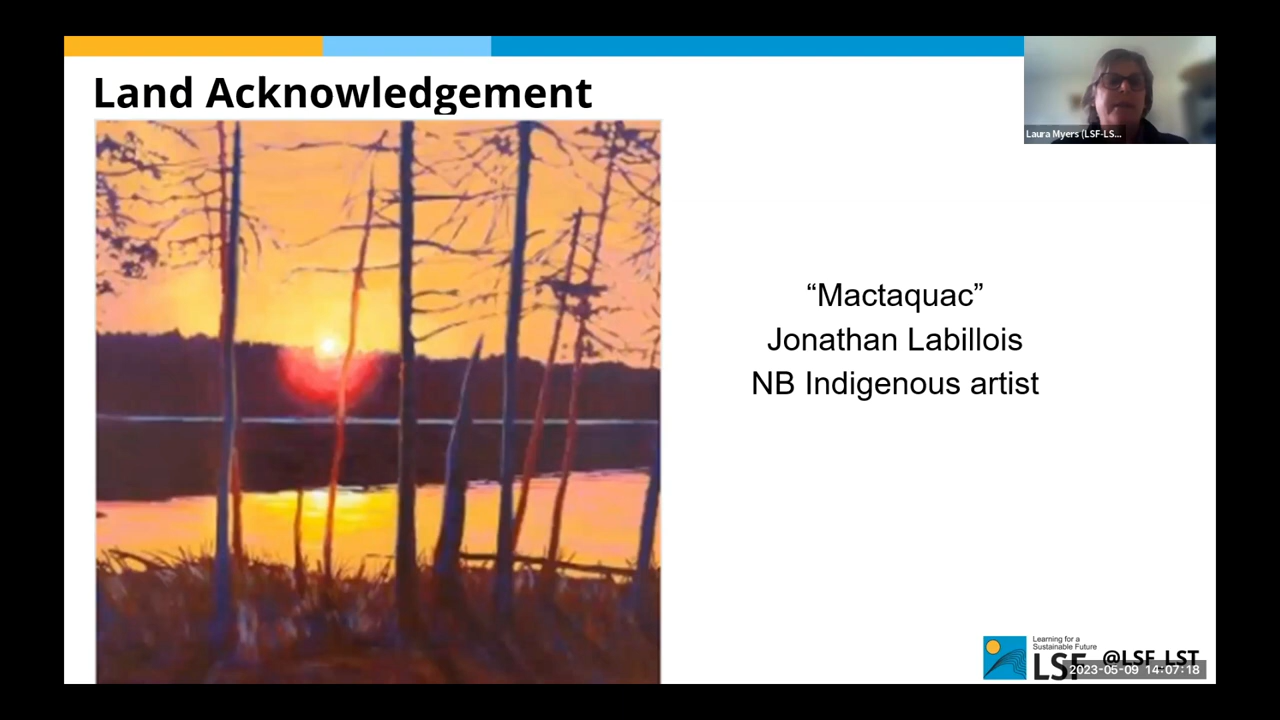 Land Acknowledgement
Laura Myers (LSF-LS...
“Mactaquac”
Jonathan Labillois
NB Indigenous artist
Learning for a
Sustainable Future
LSF
@LSF_LST
2023-05-09 14:07:18